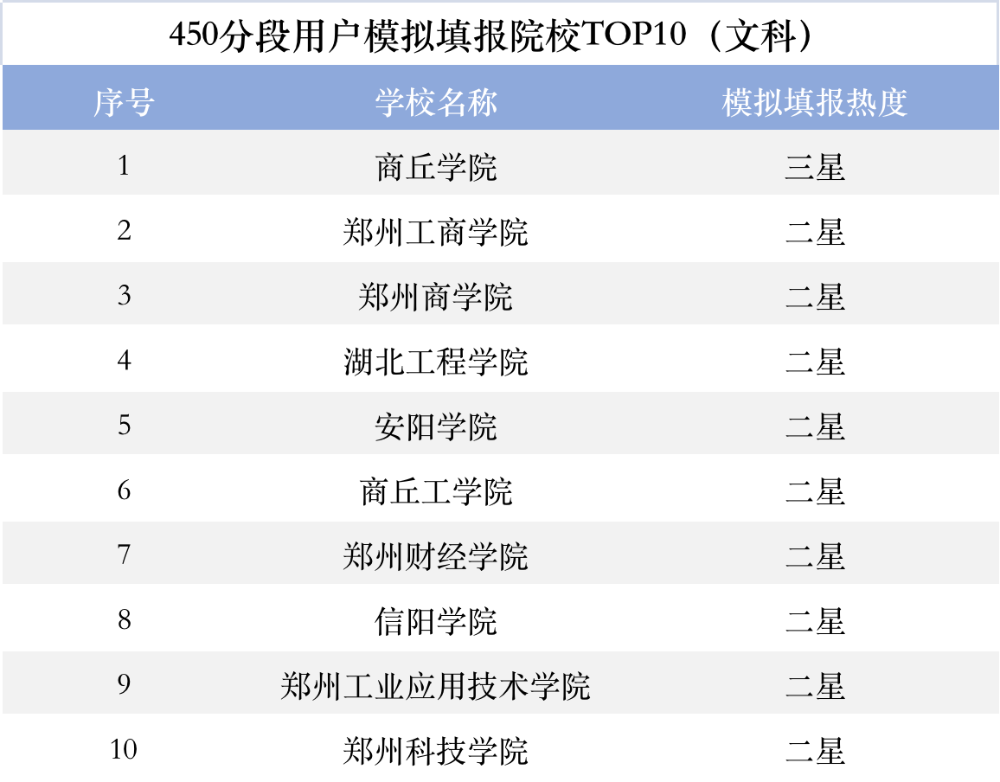 450分段用户模拟填报院校TOP10（文科）
序号 学校名称 模拟填报热度
1 商丘学院 三星
2 郑州工商学院 二星
3 郑州商学院 二星
4 湖北工程学院 二星
5 安阳学院 二星
6 商丘工学院 二星
7 郑州财经学院 二星
8 信阳学院 二星
9 郑州工业应用技术学院 二星
10 郑州科技学院 二星